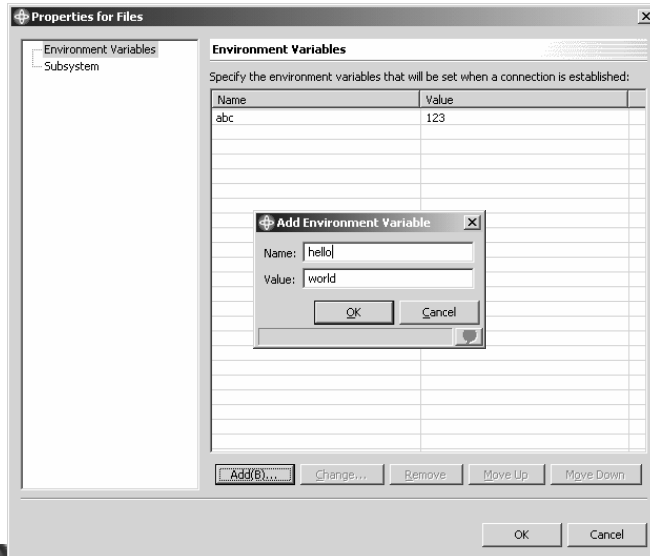 Properties for Files
Environment Variables
Subsystem
Environment Variables
Specify the environment variables that will be set when a connection is established:
Name Value
abc 123
Add Environment Variable
Name: hello
Value: world
OK Cancel
Add(B)... Change... Remove Move Up Move Down
OK Cancel